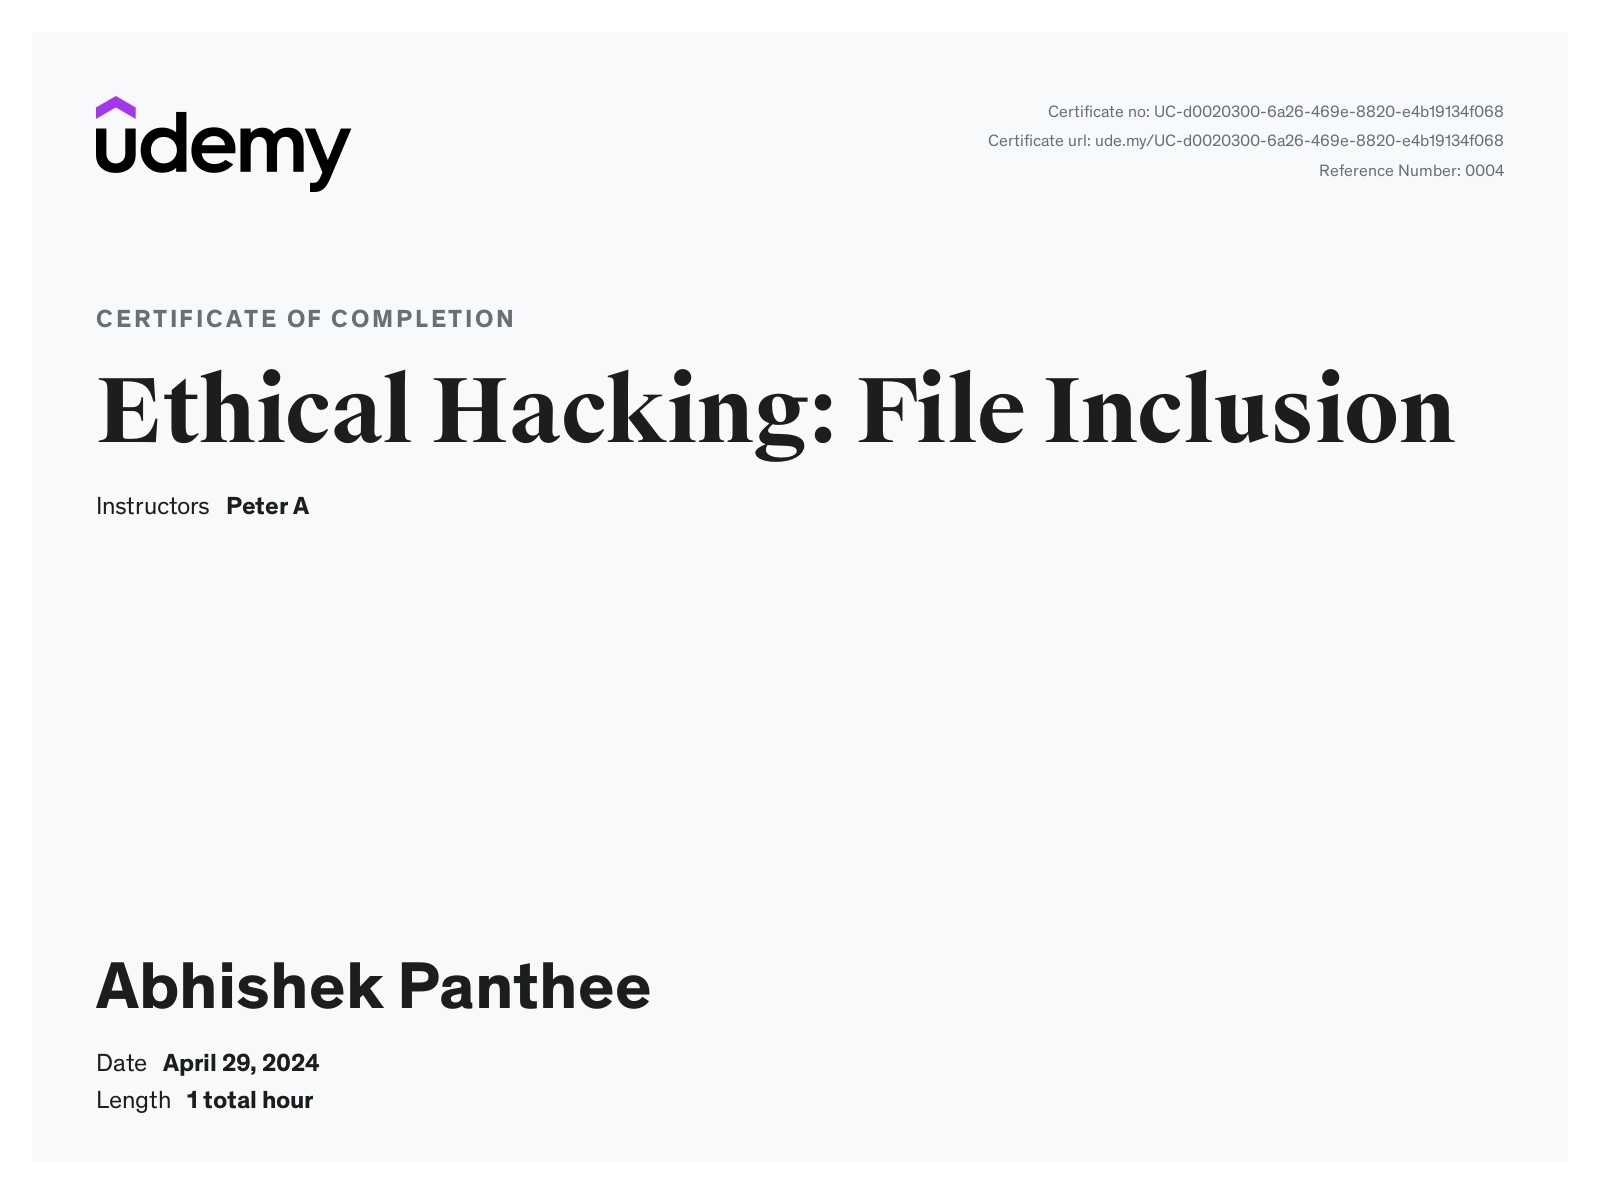 udemy
Certificate no: UC-d0020300-6a26-469e-8820-e4b19134f068
Certificate url: ude.my/UC-d0020300-6a26-469e-8820-e4b19134f068
Reference Number: 0004
CERTIFICATE OF COMPLETION
Ethical Hacking: File Inclusion
Instructors Peter A
Abhishek Panthee
Date April 29, 2024
Length 1 total hour